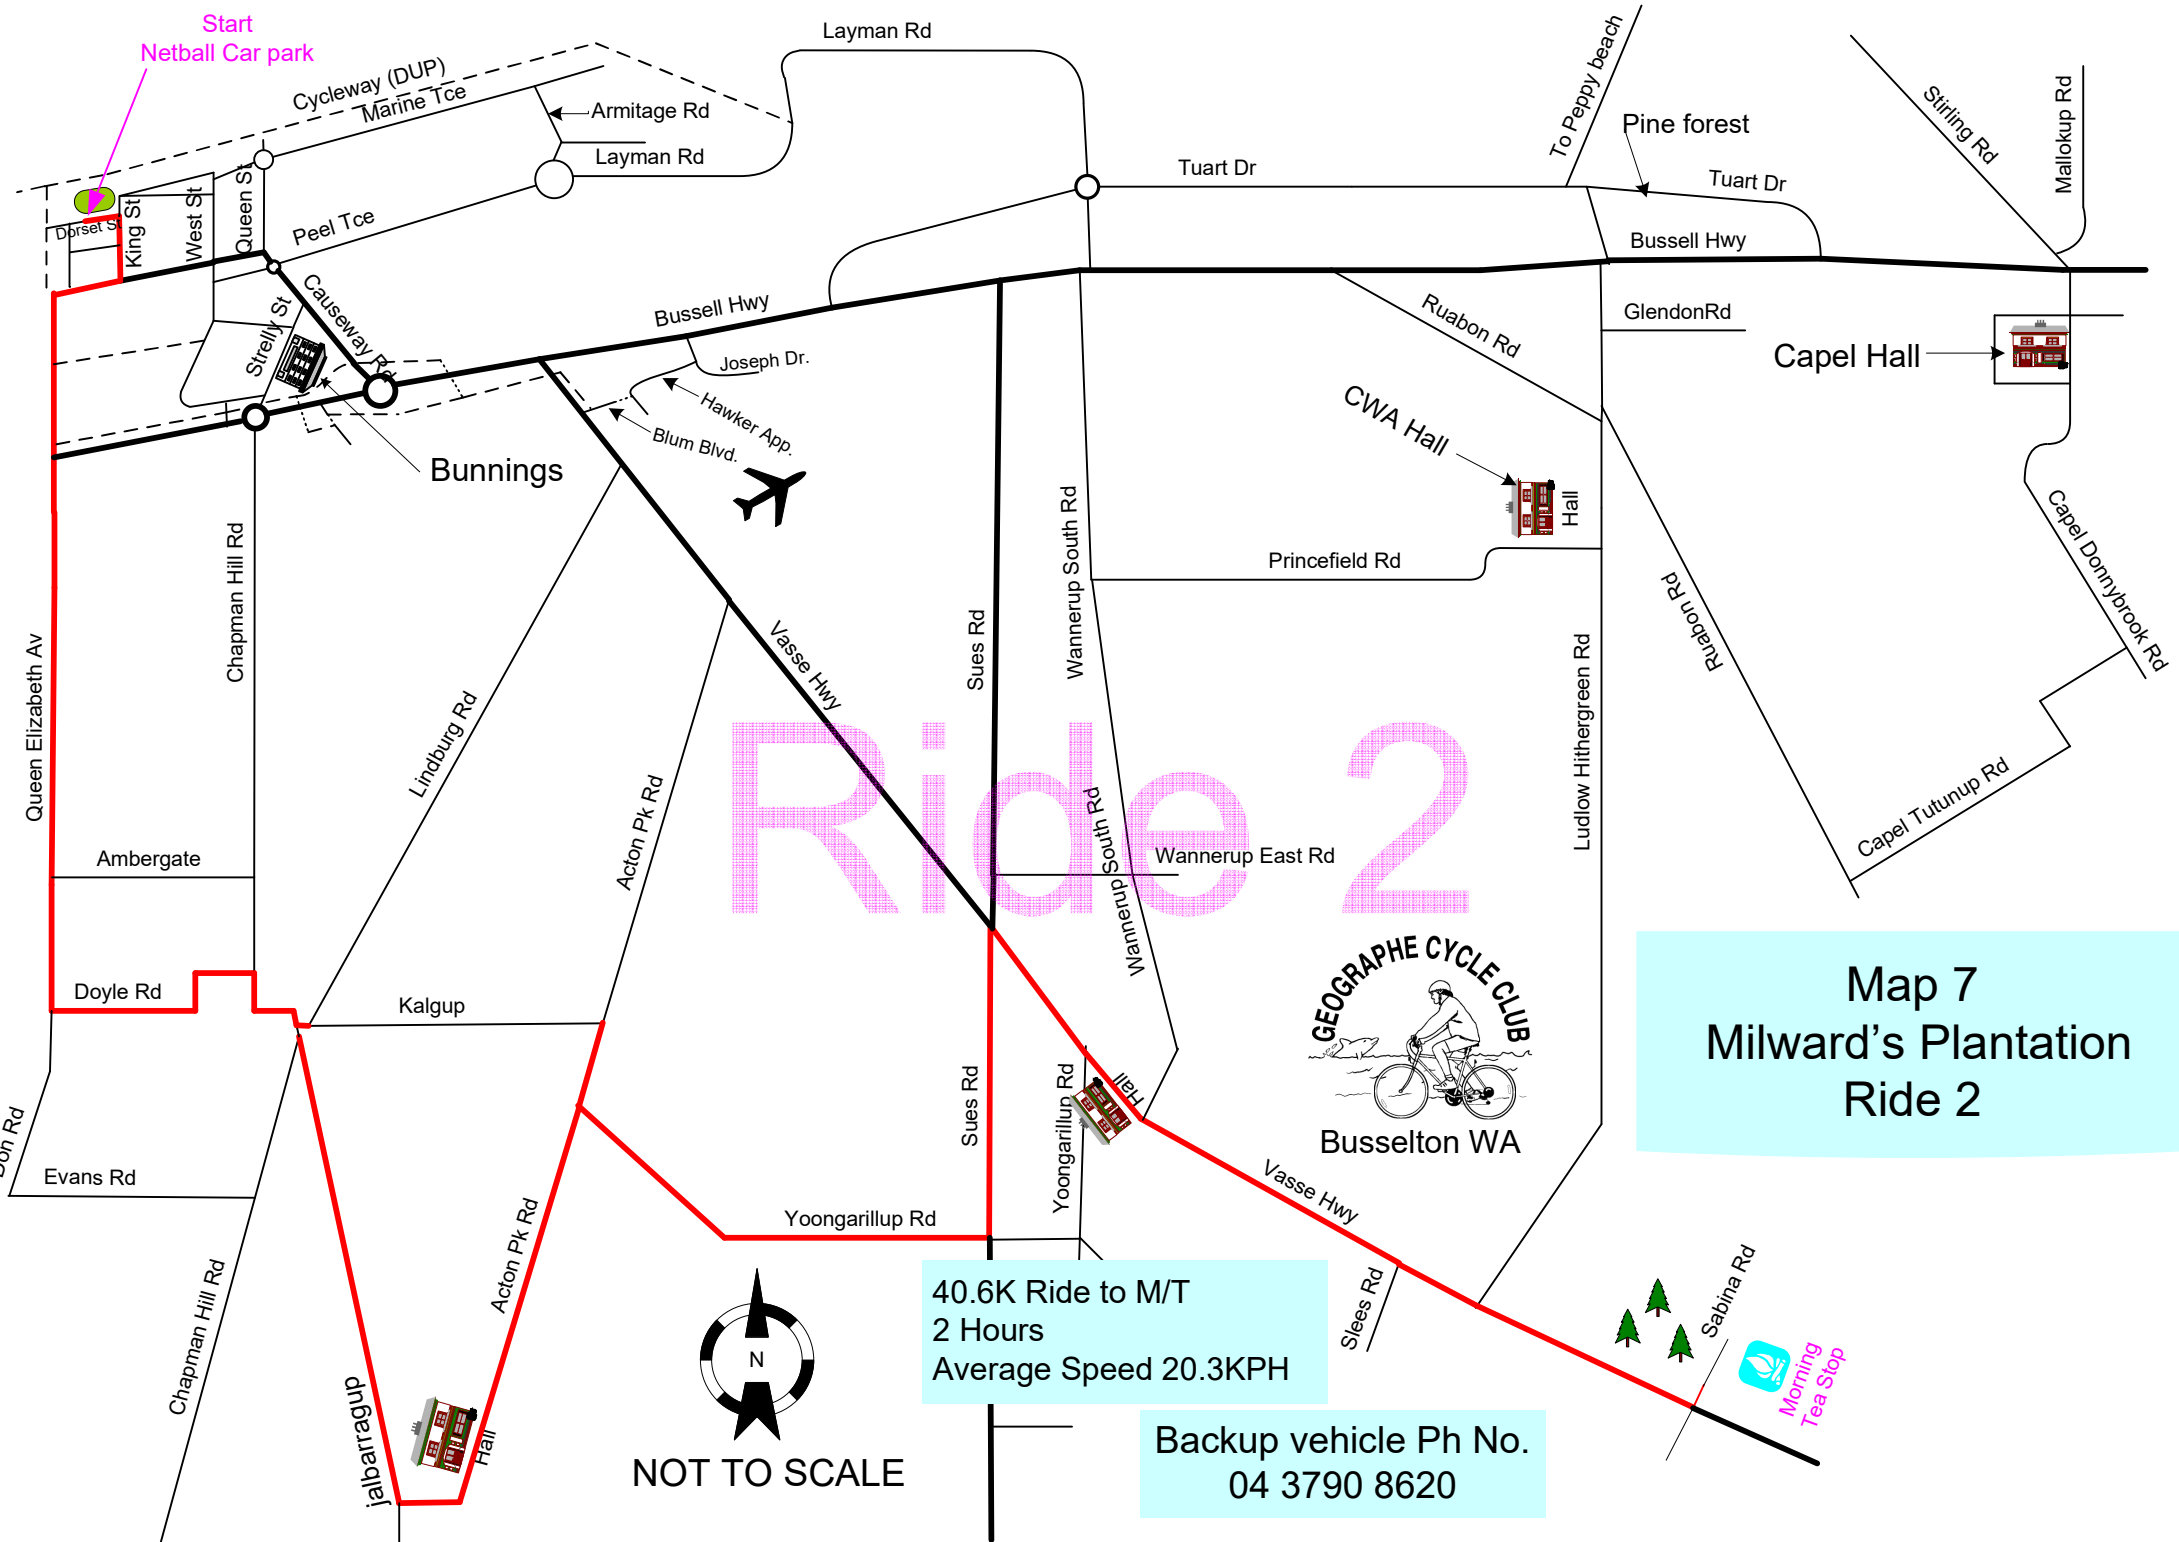 Start
Netball Car park
Cycleway (DUP)
Marine Tce
Armitage Rd
Layman Rd
Layman Rd
To Peppy beach
Pine forest
Stirling Rd
Mallokup Rd
Tuart Dr
Tuart Dr
Dorset St
King St
West St
Queen St
Peel Tce
Bussell Hwy
Bussell Hwy
Causeway Rd
Strelly St
Joseph Dr.
Hawker App.
Blum Blvd.
Bunnings
Ruabon Rd
GlendonRd
Capel Hall
CWA Hall
Hall
Princefield Rd
Capel Donnybrook Rd
Ruabon Rd
Capel Tutunup Rd
Ludlow Hithergreen Rd
Wannerup South Rd
Sues Rd
Vasse Hwy
Chapman Hill Rd
Queen Elizabeth Av
Lindburg Rd
Acton Pk Rd
Ride 2
Wannerup South Rd
Wannerup East Rd
Ambergate
Doyle Rd
Kalgup
GEOGRAPHE CYCLE CLUB
Busselton WA
Map 7
Milward's Plantation
Ride 2
Don Rd
Evans Rd
Chapman Hill Rd
jalbarragup
Hall
Acton Pk Rd
Yoongarillup Rd
Sues Rd
Yoongarillup Rd
Hall
Vasse Hwy
Slees Rd
Sabina Rd
Morning
Tea Stop
N
NOT TO SCALE
40.6K Ride to M/T
2 Hours
Average Speed 20.3KPH
Backup vehicle Ph No.
04 3790 8620